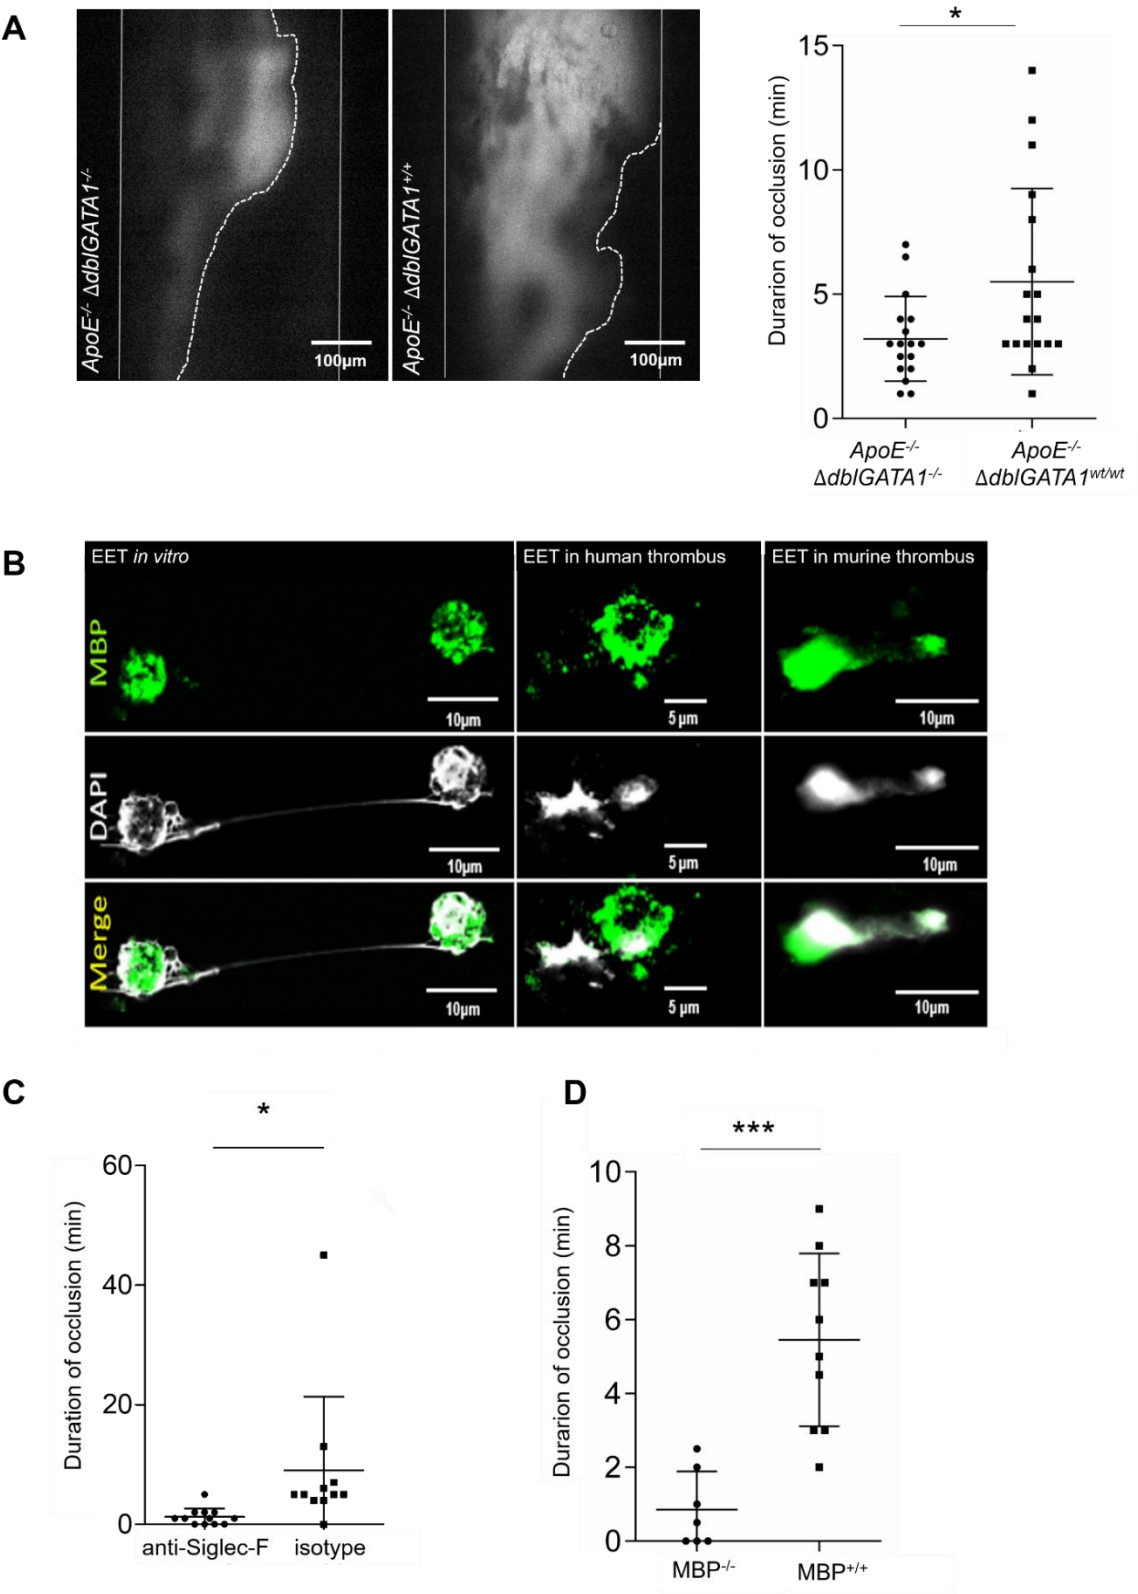 A
ApoE-/- ΔdblGATA1-/-
100μm
ApoE-/- ΔdblGATA1+/+
100μm
*
Durarion of occlusion (min)
15
10
5
0
ApoE-/-
ΔdblGATA1-/-
ApoE-/-
ΔdblGATA1wt/wt
B
EET in vitro
EET in human thrombus
EET in murine thrombus
MBP
10μm
5 μm
10μm
DAPI
10μm
5 μm
10μm
Merge
10μm
5 μm
10μm
C
*
Duration of occlusion (min)
60
40
20
0
anti-Siglec-F
isotype
D
***
Durarion of occlusion (min)
10
8
6
4
2
0
MBP-/-
MBP+/+